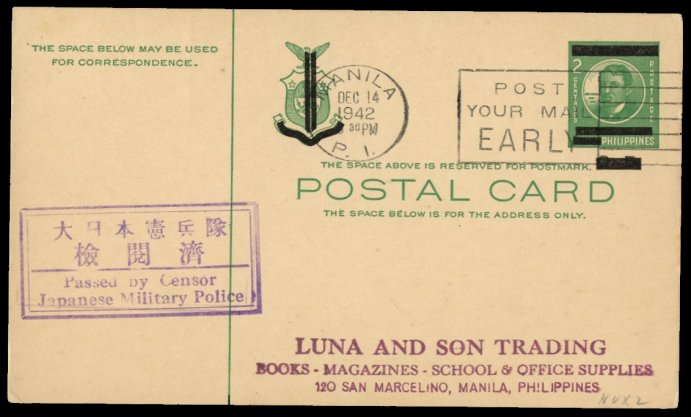 THE SPACE BELOW MAY BE USED
FOR CORRESPONDENCE.
MANILA
DEC 14
1942
30 PM
P. I.
POST
YOUR MAIL
EARLY
2
CENTAVOS
POSTAGE
PHILIPPINES
THE SPACE ABOVE IS RESERVED FOR POSTMARK.
POSTAL CARD
THE SPACE BELOW IS FOR THE ADDRESS ONLY.
大日本憲兵隊
檢閲濟
Passed by Censor
Japanese Military Police
LUNA AND SON TRADING
BOOKS - MAGAZINES - SCHOOL & OFFICE SUPPLIES
120 SAN MARCELINO, MANILA, PHILIPPINES
NUX2